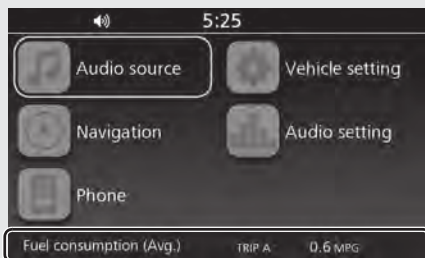 5:25
Audio source
Vehicle setting
Navigation
Audio setting
Phone
Fuel consumption (Avg.) TRIP A 0.6 MPG